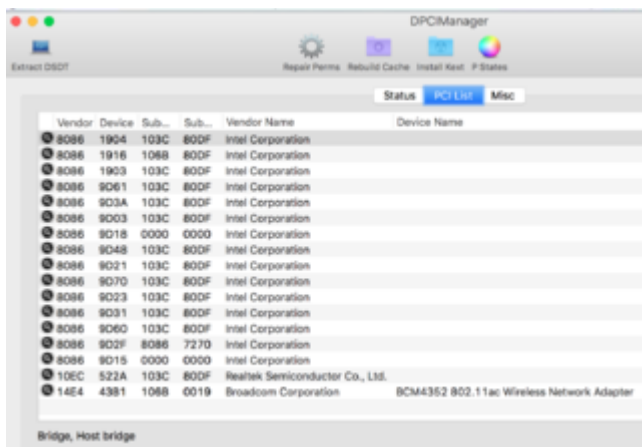 DPCIManager
Extract DSDT Repair Perms Rebuild Cache Install Kext P States
Status PCI List Misc
Vendor Device Sub... Sub... Vendor Name Device Name
8086 1904 103C 80DF Intel Corporation
8086 1916 106B 80DF Intel Corporation
8086 1903 103C 80DF Intel Corporation
8086 9D61 103C 80DF Intel Corporation
8086 9D3A 103C 80DF Intel Corporation
8086 9D03 103C 80DF Intel Corporation
8086 9D18 0000 0000 Intel Corporation
8086 9D48 103C 80DF Intel Corporation
8086 9D21 103C 80DF Intel Corporation
8086 9D70 103C 80DF Intel Corporation
8086 9D23 103C 80DF Intel Corporation
8086 9D31 103C 80DF Intel Corporation
8086 9D60 103C 80DF Intel Corporation
8086 9D2F 8086 7270 Intel Corporation
8086 9D15 0000 0000 Intel Corporation
10EC 522A 103C 80DF Realtek Semiconductor Co., Ltd.
14E4 43B1 106B 0019 Broadcom Corporation BCM4352 802.11ac Wireless Network Adapter
Bridge, Host bridge